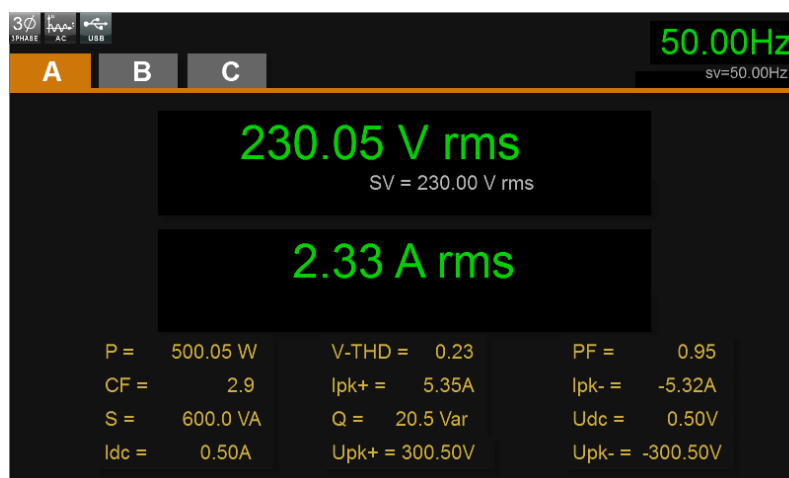 3Ø
3PHASE AC USB
50.00Hz
sv=50.00Hz
A B C
230.05 V rms
SV = 230.00 V rms
2.33 A rms
P = 500.05 W V-THD = 0.23 PF = 0.95
CF = 2.9 Ipk+ = 5.35A Ipk- = -5.32A
S = 600.0 VA Q = 20.5 Var Udc = 0.50V
Idc = 0.50A Upk+ = 300.50V Upk- = -300.50V